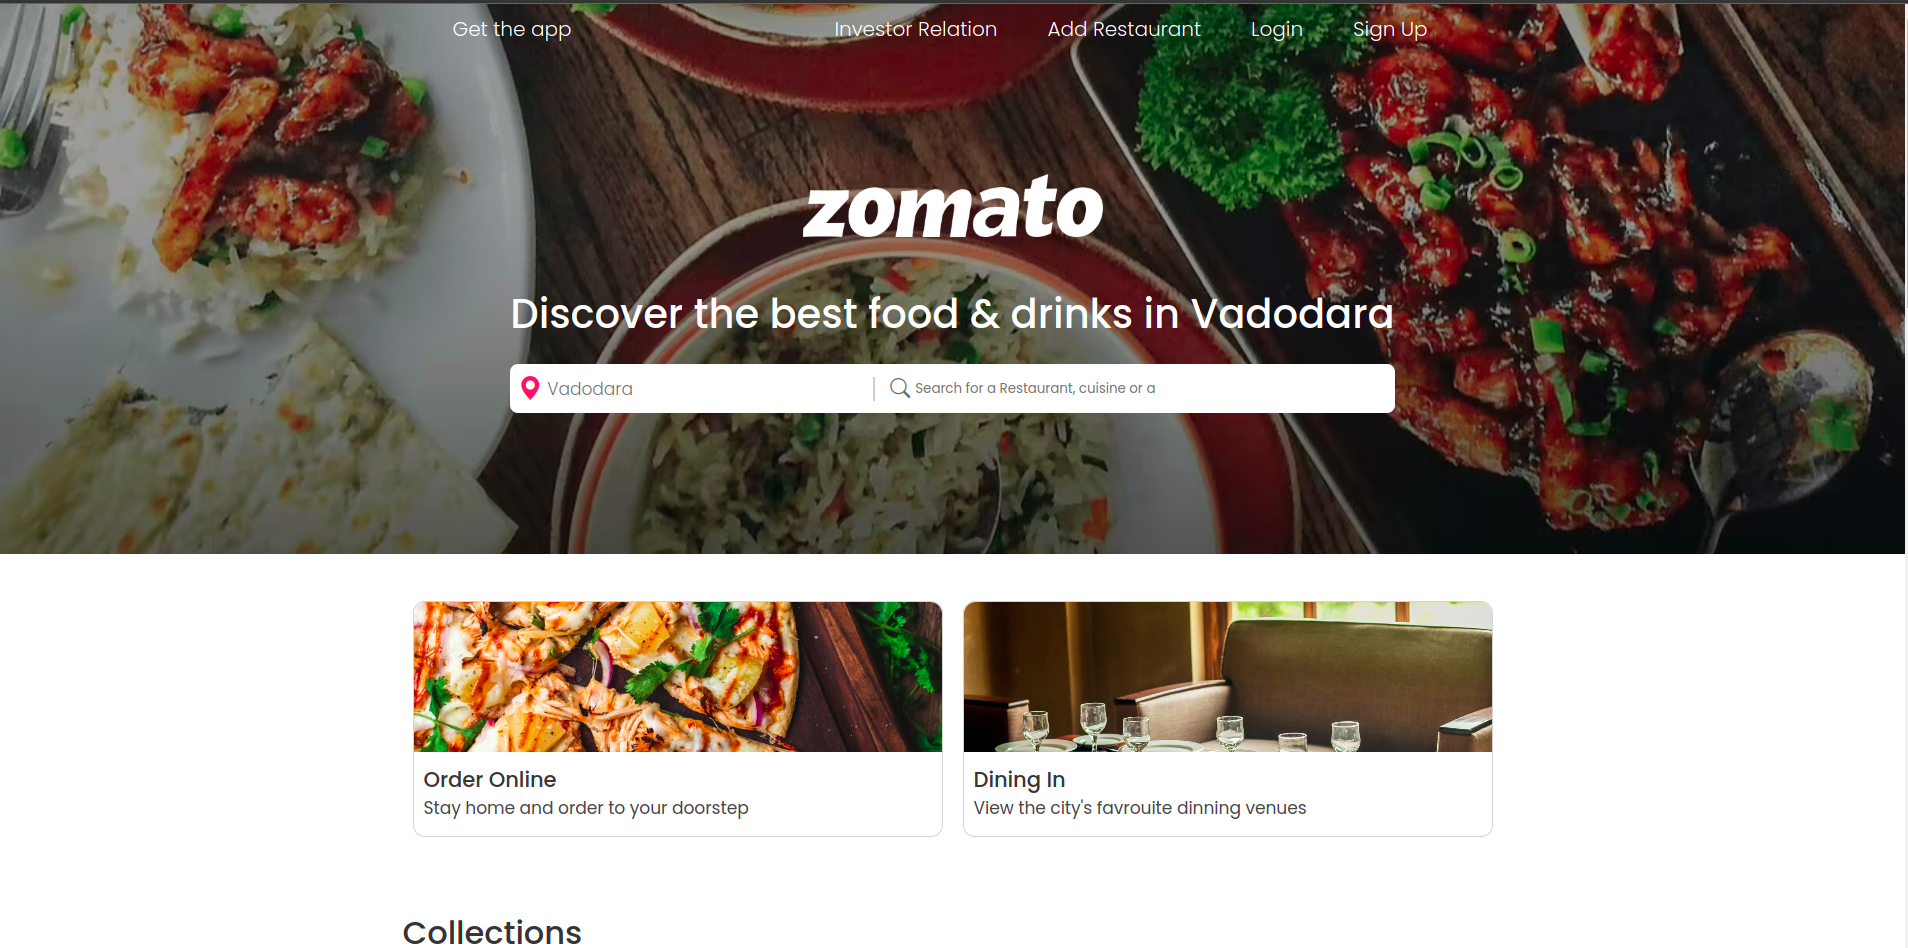 Get the app
Investor Relation
Add Restaurant
Login
Sign Up
zomato
Discover the best food & drinks in Vadodara
Vadodara
Search for a Restaurant, cuisine or a
Order Online
Stay home and order to your doorstep
Dining In
View the city's favrouite dinning venues
Collections